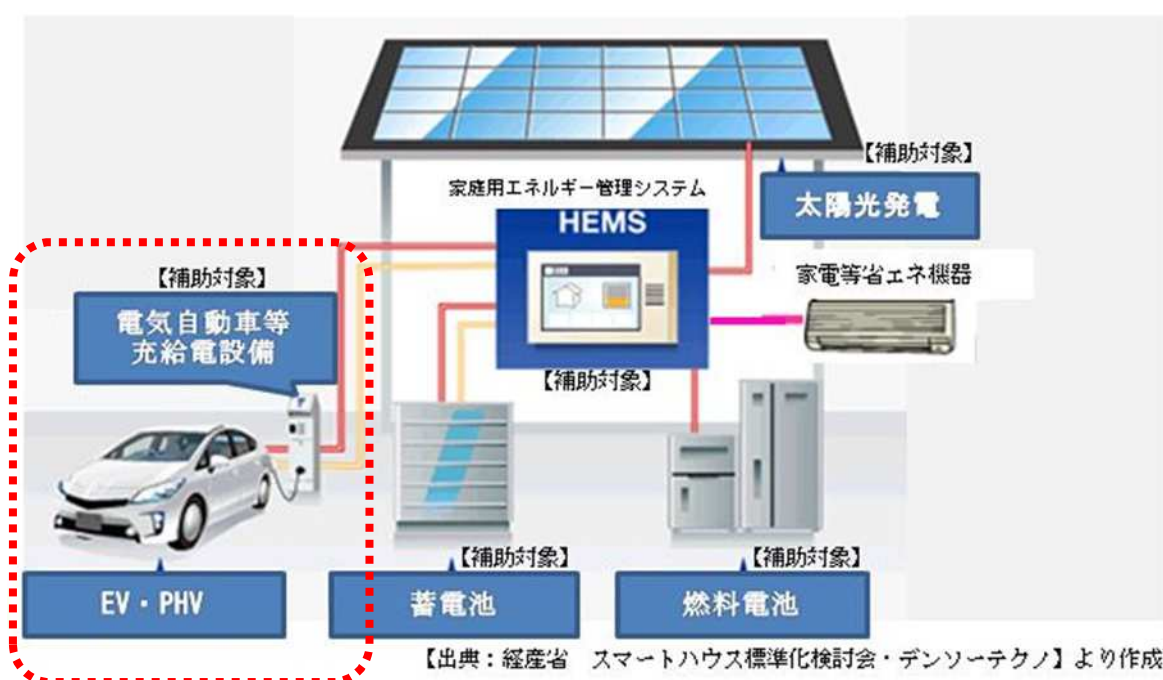 【補助対象】
太陽光発電
家庭用エネルギー管理システム
HEMS
【補助対象】
家電等省エネ機器
【補助対象】
電気自動車等
充給電設備
【補助対象】
【補助対象】
EV・PHV
蓄電池
燃料電池
【出典：経産省 スマートハウス標準化検討会・デンソーテクノ】より作成